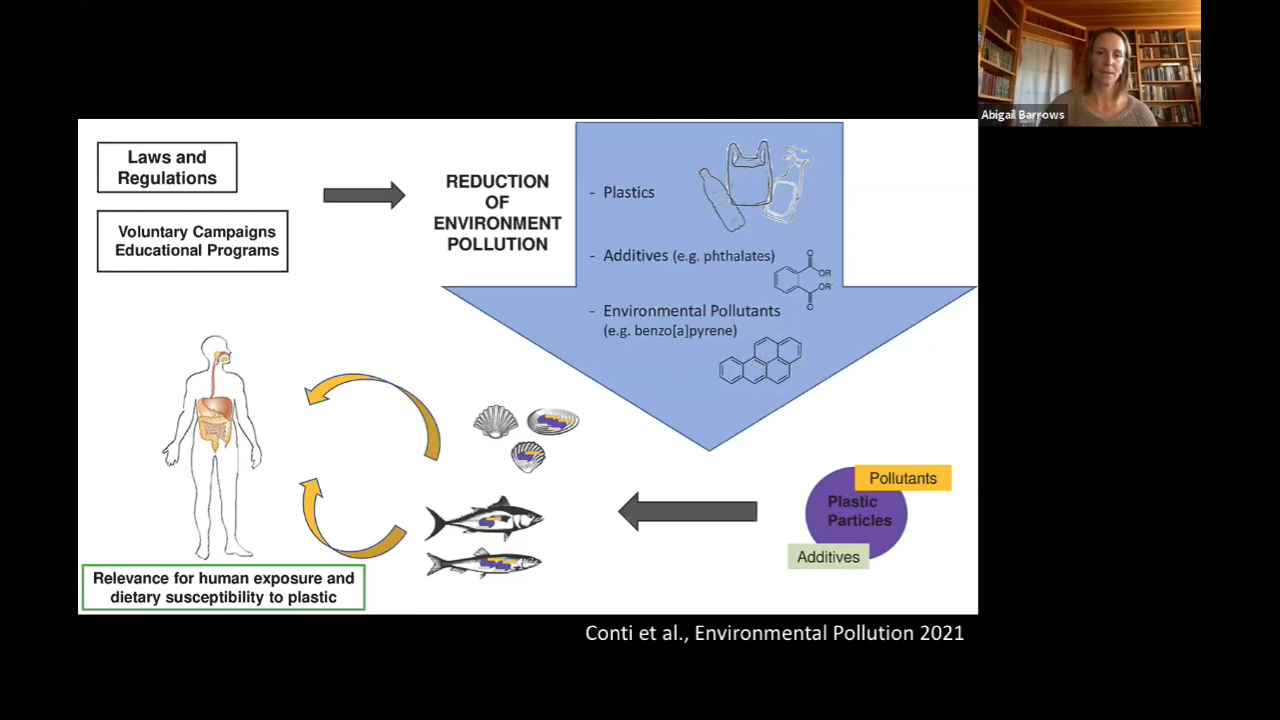 Abigail Barrows
Laws and
Regulations
Voluntary Campaigns
Educational Programs
REDUCTION
OF
ENVIRONMENT
POLLUTION
- Plastics
- Additives (e.g. phthalates)
O
OR
OR'
O
- Environmental Pollutants
(e.g. benzo[a]pyrene)
Pollutants
Plastic
Particles
Additives
Relevance for human exposure and
dietary susceptibility to plastic
Conti et al., Environmental Pollution 2021